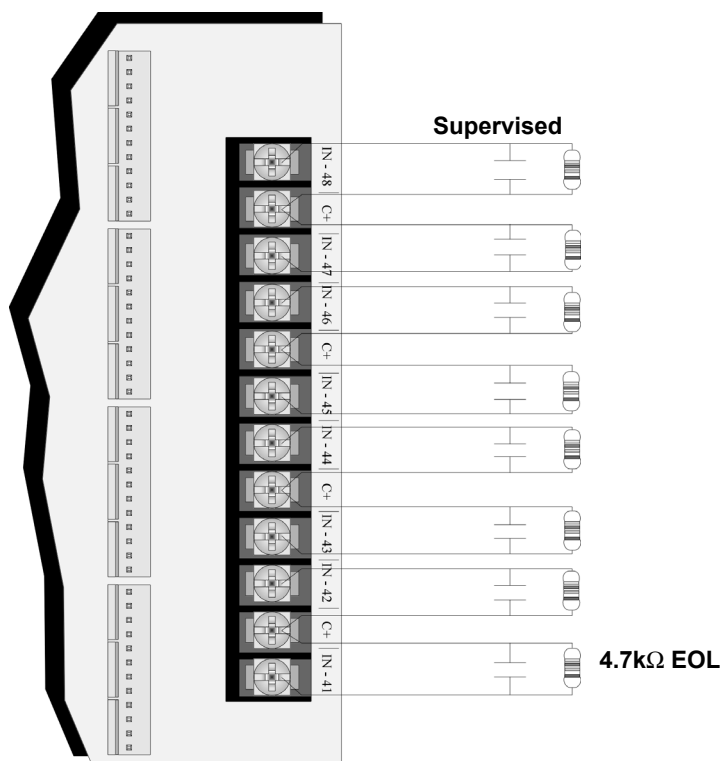 Supervised
IN - 48
C+
IN - 47
IN - 46
C+
IN - 45
IN - 44
C+
IN - 43
IN - 42
C+
IN - 41
4.7kΩ EOL